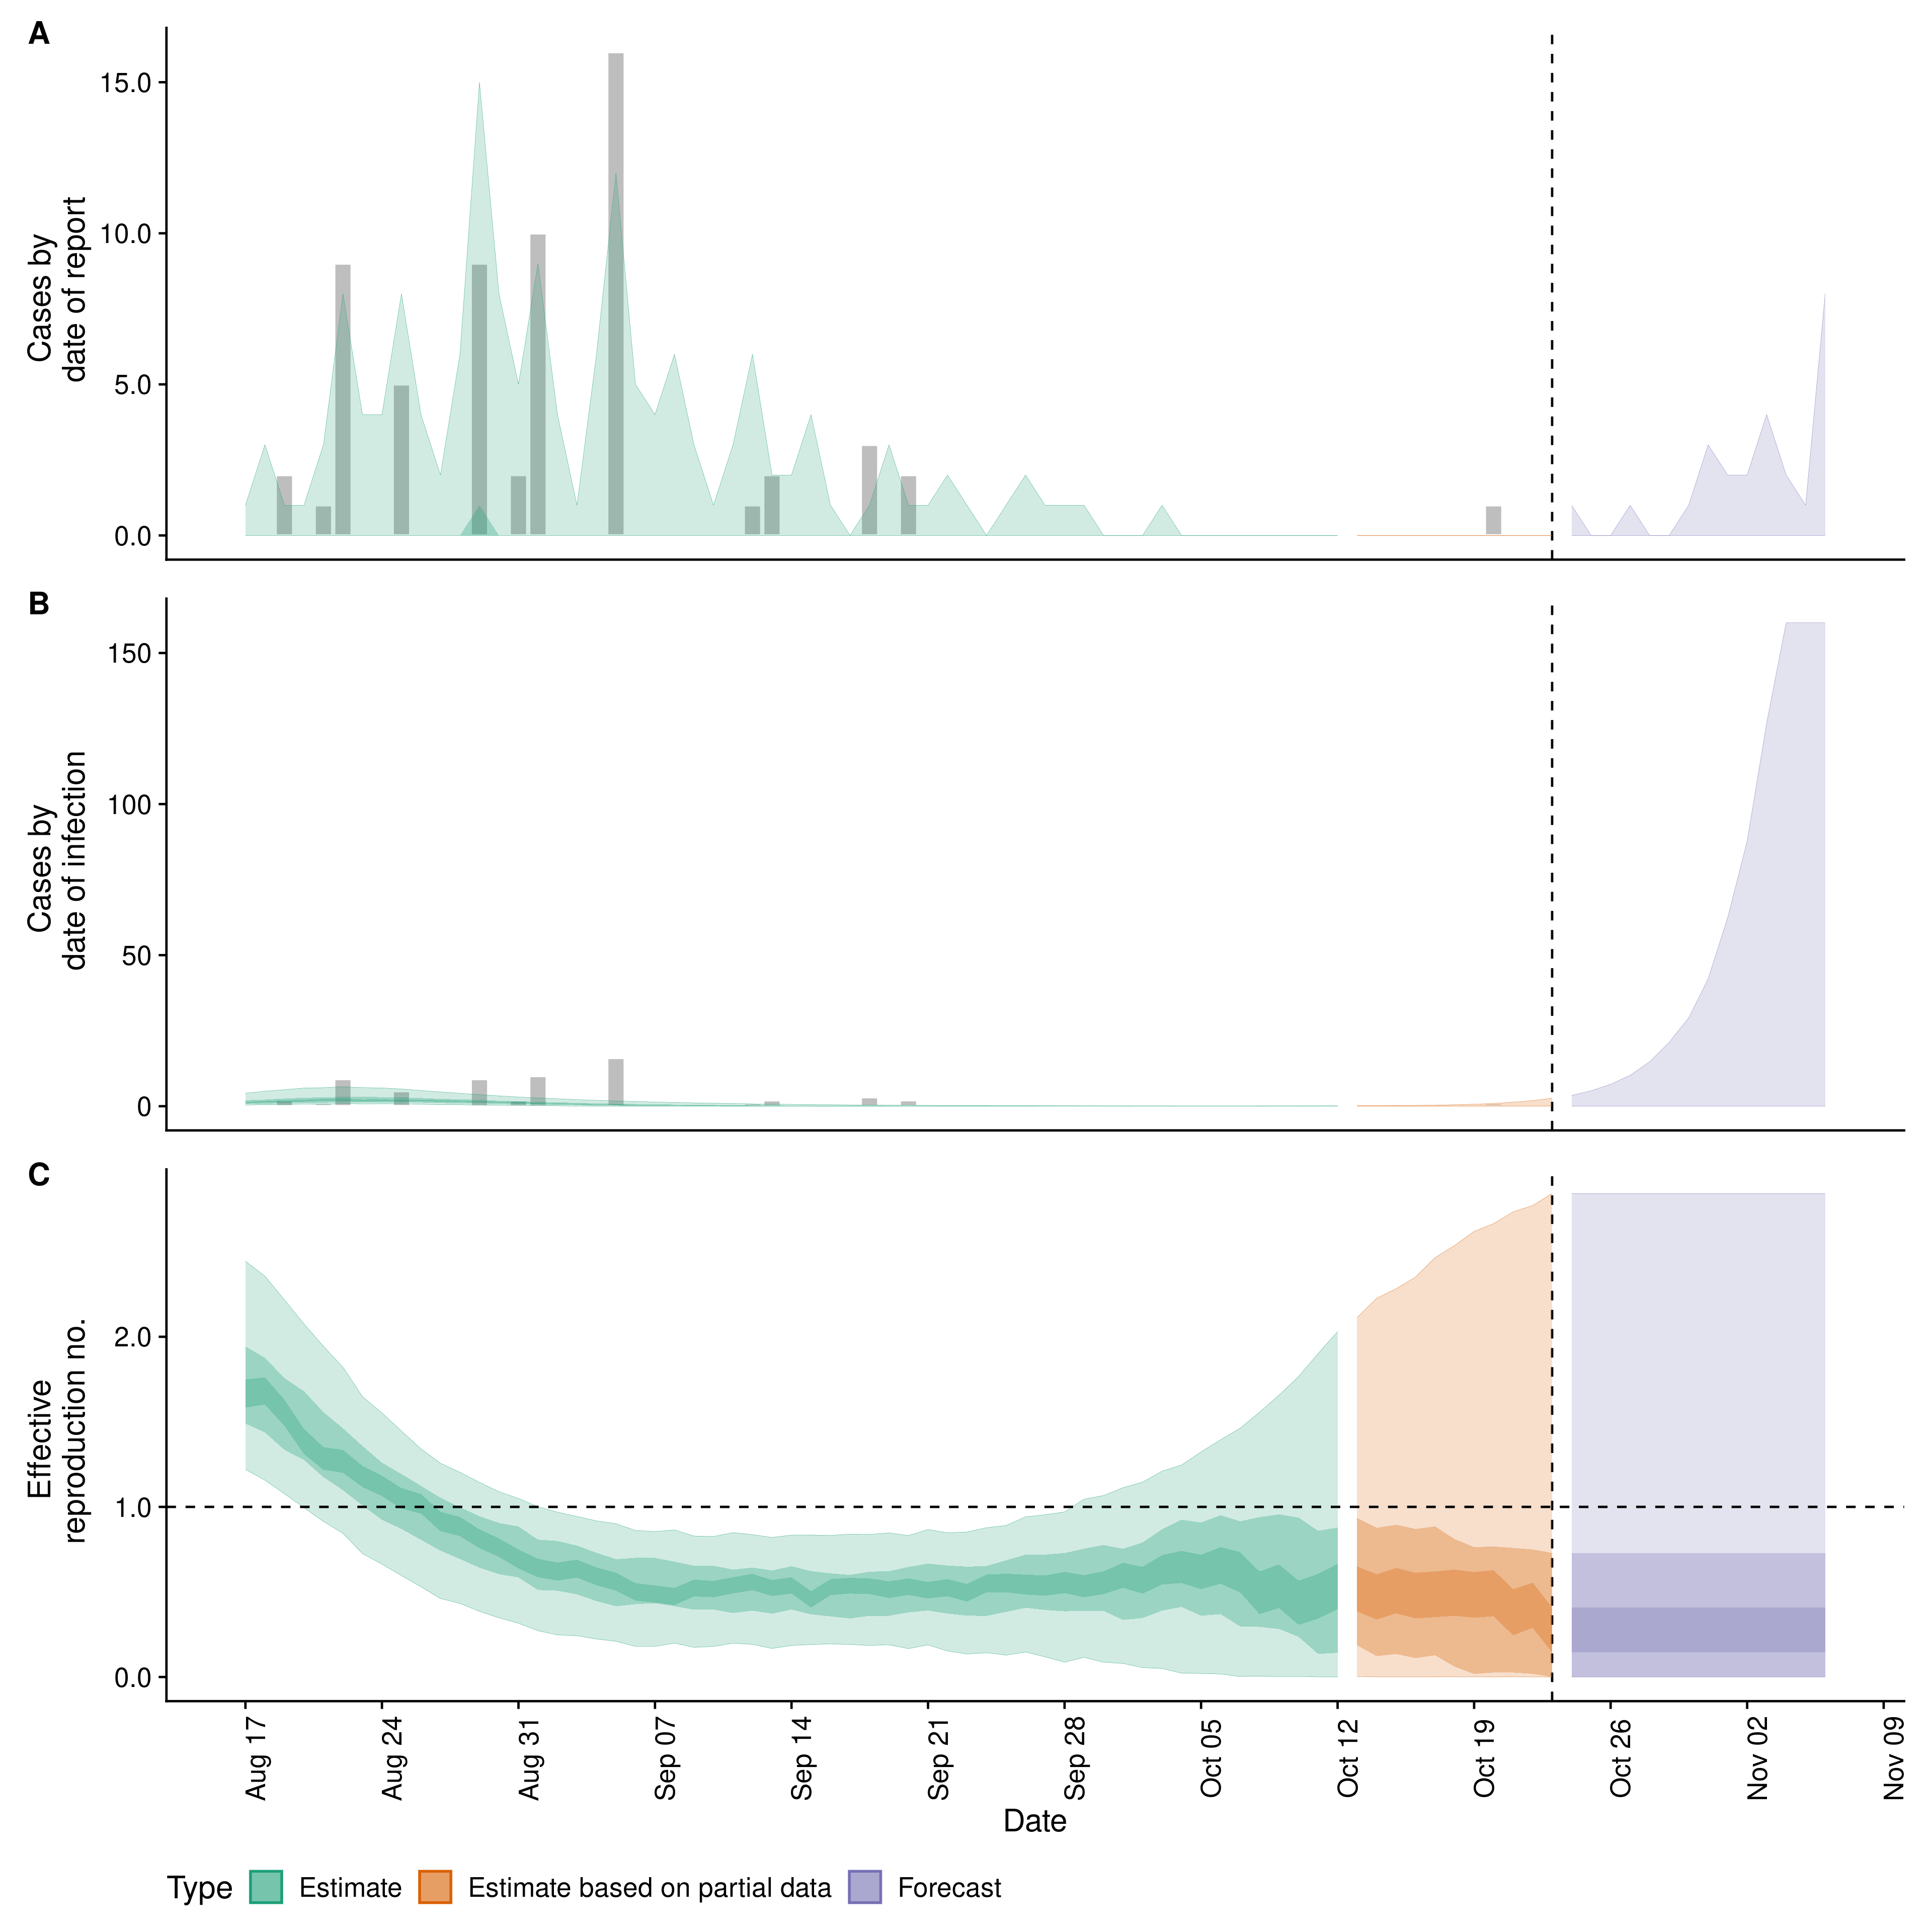 A
Cases by
date of report
15.0
10.0
5.0
0.0
B
Cases by
date of infection
150
100
50
0
C
Effective
reproduction no.
2.0
1.0
0.0
Aug 17
Aug 24
Aug 31
Sep 07
Sep 14
Sep 21
Sep 28
Oct 05
Oct 12
Oct 19
Oct 26
Nov 02
Nov 09
Date
Type Estimate Estimate based on partial data Forecast